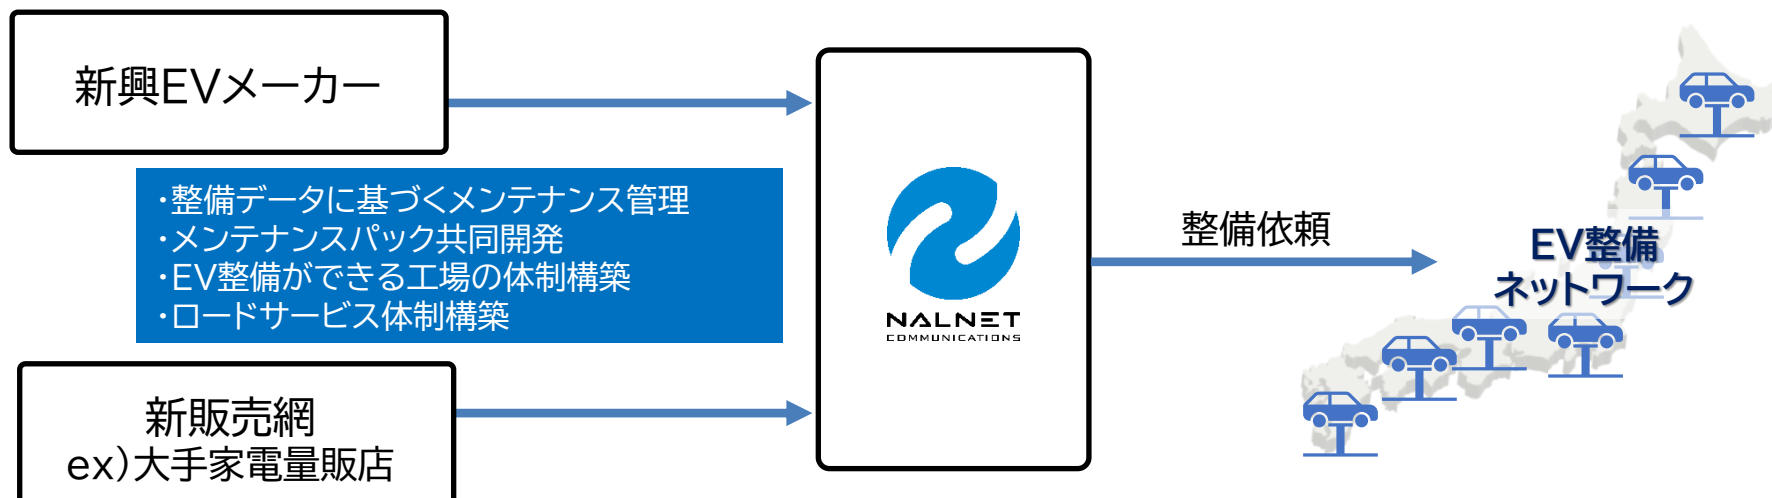 新興EVメーカー
・整備データに基づくメンテナンス管理
・メンテナンスパック共同開発
・EV整備ができる工場の体制構築
・ロードサービス体制構築
新販売網
ex)大手家電量販店
NALNET
COMMUNICATIONS
整備依頼
EV整備
ネットワーク